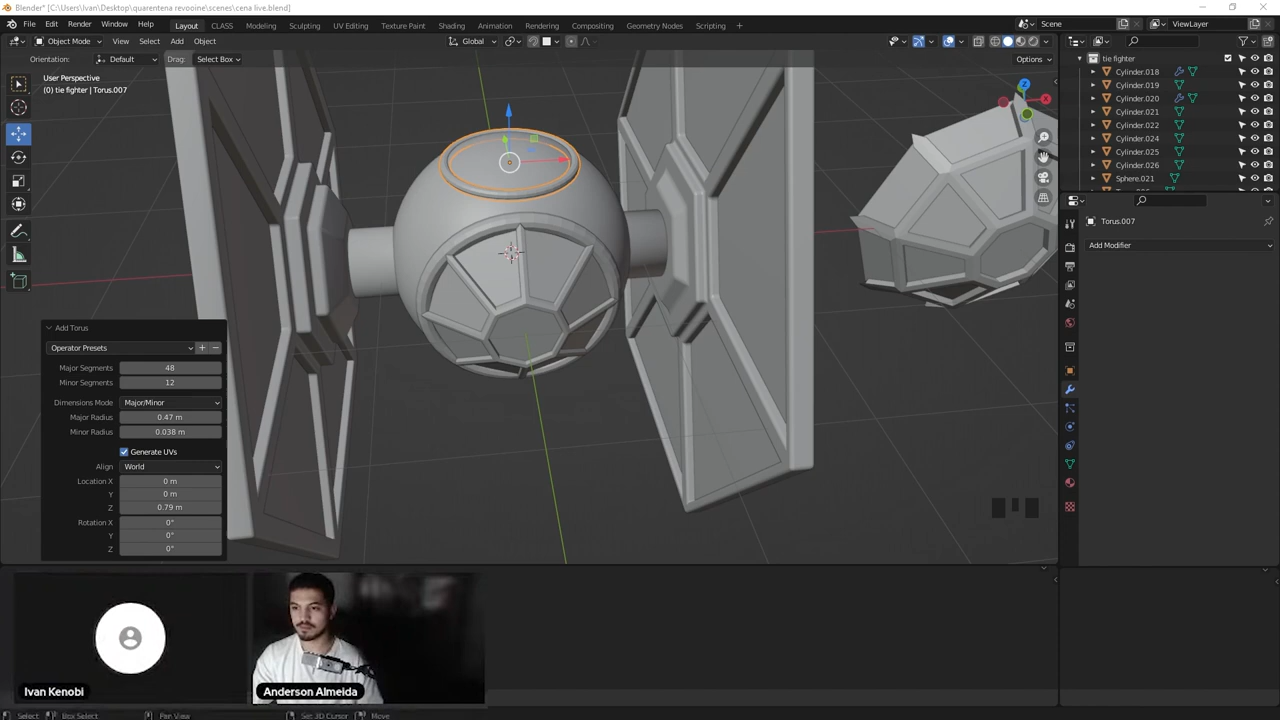 Blender* [C:\Users\Ivan\Desktop\quarentena revooine\scenes\cena live.blend]
File Edit Render Window Help Layout CLASS Modeling Sculpting UV Editing Texture Paint Shading Animation Rendering Compositing Geometry Nodes Scripting + Scene ViewLayer
Object Mode View Select Add Object Global
Orientation: Default Drag: Select Box Options
User Perspective
(0) tie fighter | Torus.007
tie fighter
Cylinder.018
Cylinder.019
Cylinder.020
Cylinder.021
Cylinder.022
Cylinder.024
Cylinder.025
Cylinder.026
Sphere.021
Torus.007
Add Modifier
Z
X
Add Torus
Operator Presets
Major Segments 48
Minor Segments 12
Dimensions Mode Major/Minor
Major Radius 0.47 m
Minor Radius 0.038 m
Generate UVs
Align World
Location X 0 m
Y 0 m
Z 0.79 m
Rotation X 0°
Y 0°
Z 0°
Ivan Kenobi
Anderson Almeida
Select Box Select Pan View Set 3D Cursor Move